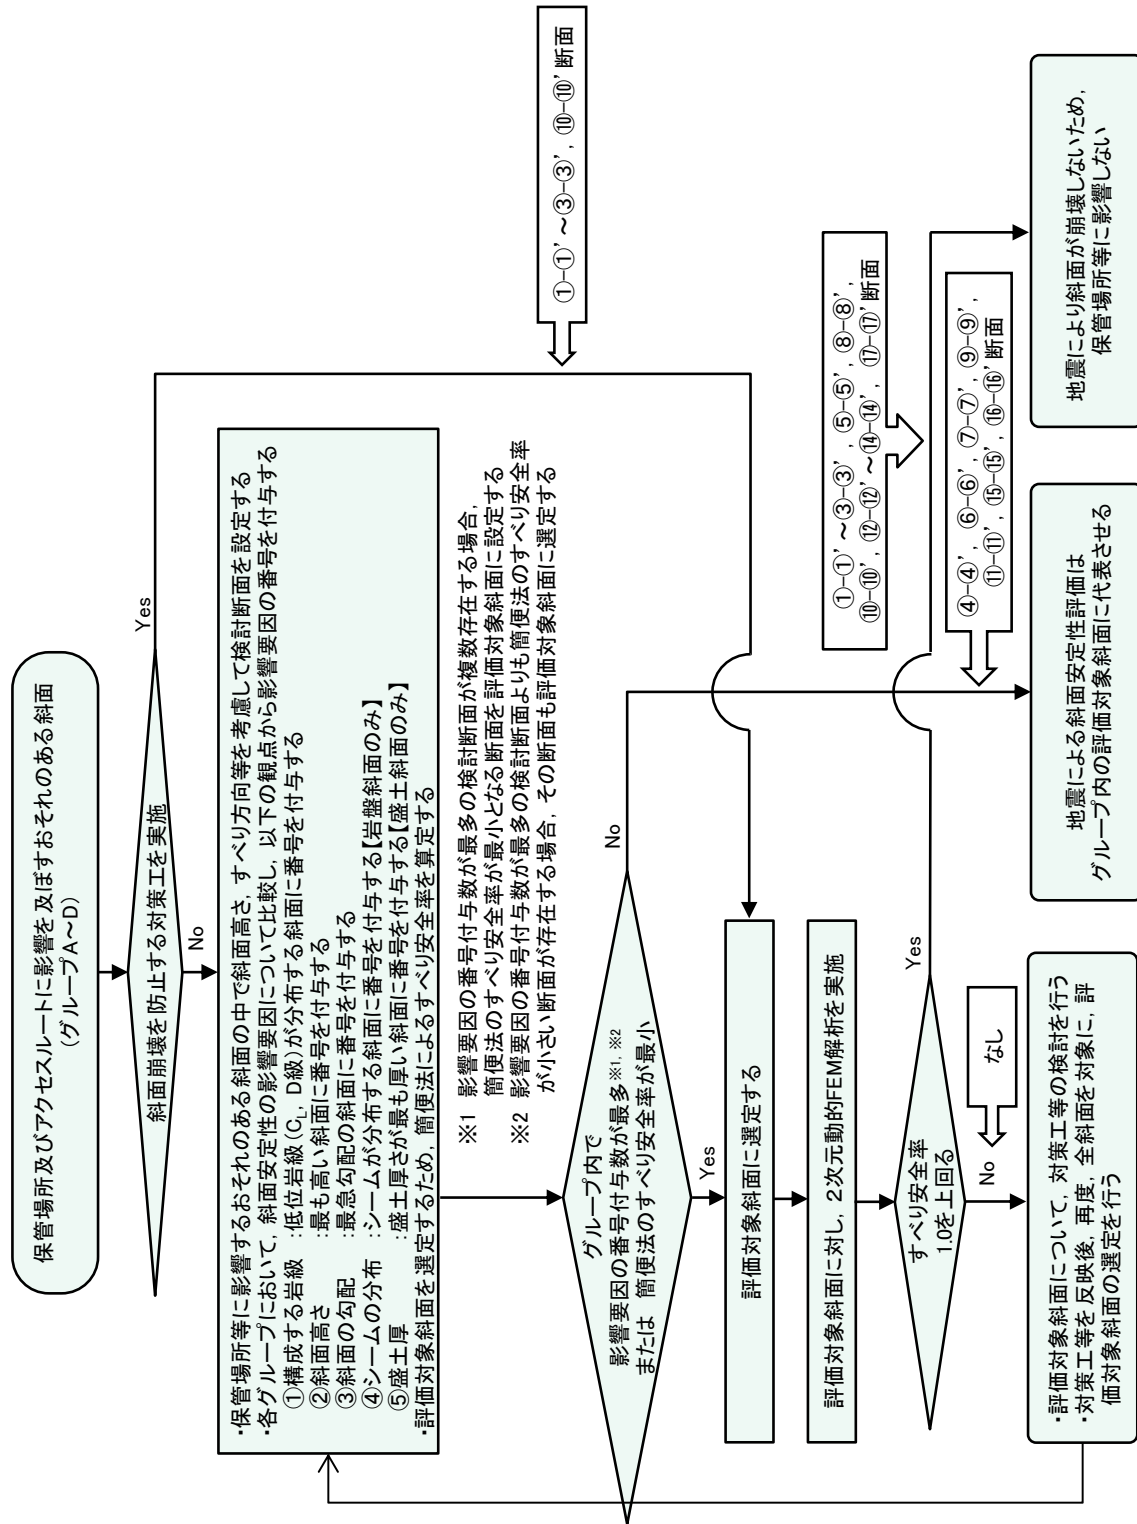 保管場所及びアクセスルートに影響を及ぼすおそれのある斜面
(グループA~D)
斜面崩壊を防止する対策工を実施
Yes
No
・保管場所等に影響するおそれのある斜面の中で斜面高さ，すべり方向等を考慮して検討断面を設定する
・各グループにおいて，斜面安定性の影響要因について比較し，以下の観点から影響要因の番号を付与する
①構成する岩級 :低位岩級(CL，D級)が分布する斜面に番号を付与する
②斜面高さ :最も高い斜面に番号を付与する
③斜面の勾配 :最急勾配の斜面に番号を付与する
④シームの分布 :シームが分布する斜面に番号を付与する【岩盤斜面のみ】
⑤盛土厚 :盛土厚さが最も厚い斜面に番号を付与する【盛土斜面のみ】
・評価対象斜面を選定するため，簡便法によるすべり安全率を算定する
※1 影響要因の番号付与数が最多の検討断面が複数存在する場合，
簡便法のすべり安全率が最小となる断面を評価対象斜面に設定する
※2 影響要因の番号付与数が最多の検討断面よりも簡便法のすべり安全率
が小さい断面が存在する場合，その断面も評価対象斜面に選定する
①-①'~③-③'，⑩-⑩'断面
グループ内で
影響要因の番号付与数が最多※1，※2
または 簡便法のすべり安全率が最小
No
Yes
評価対象斜面に選定する
評価対象斜面に対し，２次元動的FEM解析を実施
すべり安全率
1.0を上回る
Yes
No
なし
①-①'~③-③'，⑤-⑤'，⑧-⑧'，
⑩-⑩'，⑫-⑫'~⑭-⑭'，⑰-⑰'断面
④-④'，⑥-⑥'，⑦-⑦'，⑨-⑨'，
⑪-⑪'，⑮-⑮'，⑯-⑯'断面
・評価対象斜面について，対策工等の検討を行う
・対策工等を反映後，再度，全斜面を対象に，評
価対象斜面の選定を行う
地震による斜面安定性評価は
グループ内の評価対象斜面に代表させる
地震により斜面が崩壊しないため，
保管場所等に影響しない